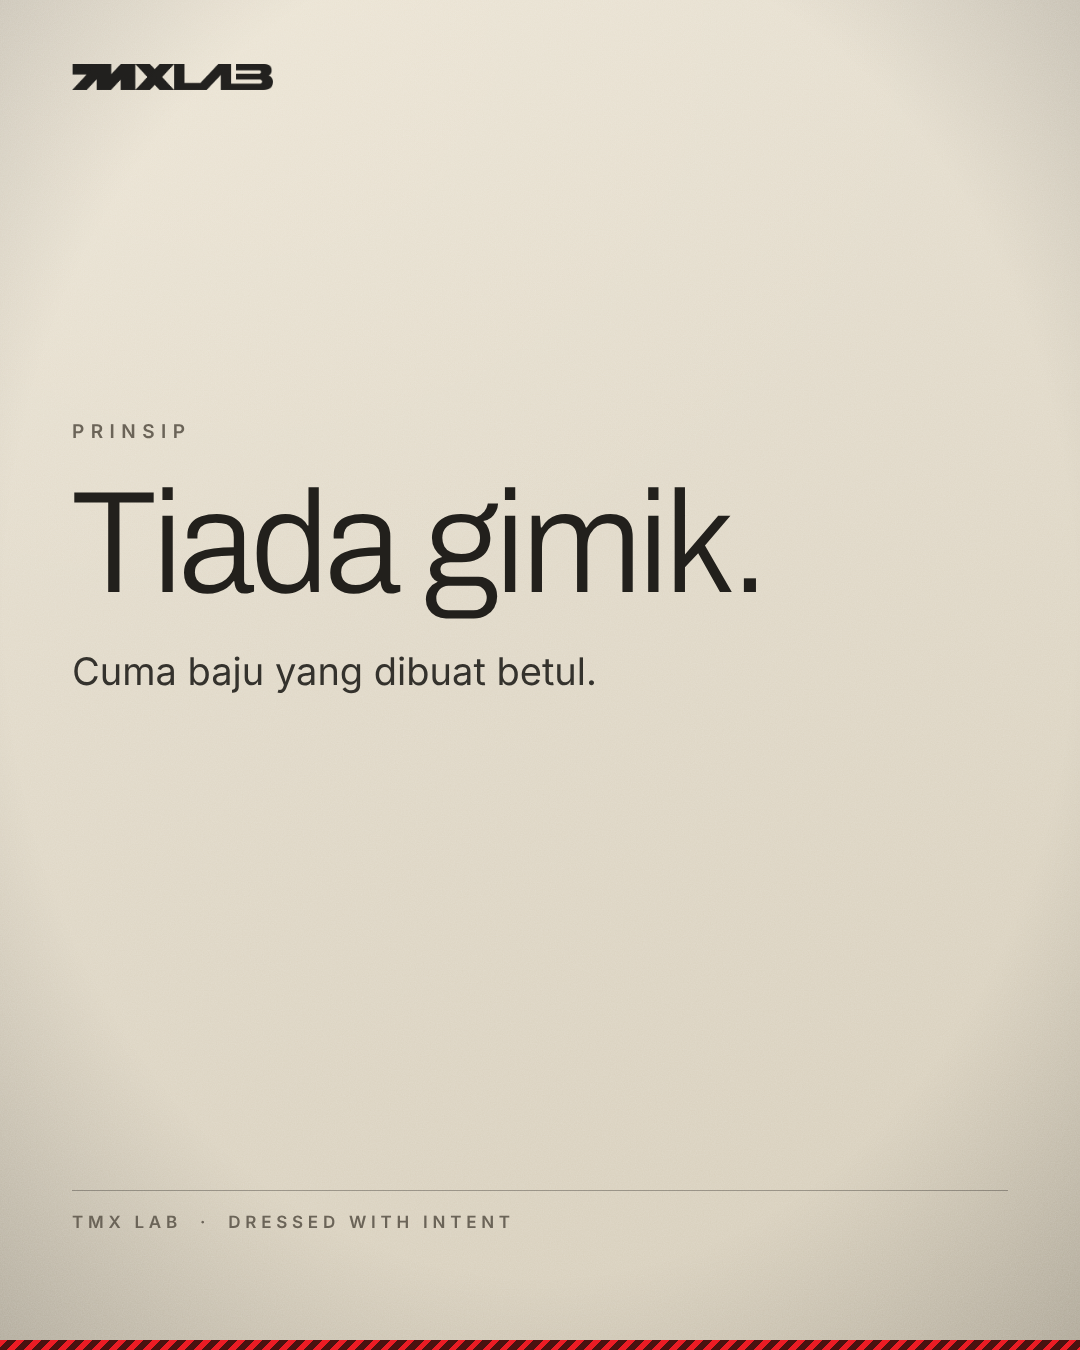 TMXLAB
PRINSIP
Tiada gimik.
Cuma baju yang dibuat betul.
TMX LAB · DRESSED WITH INTENT